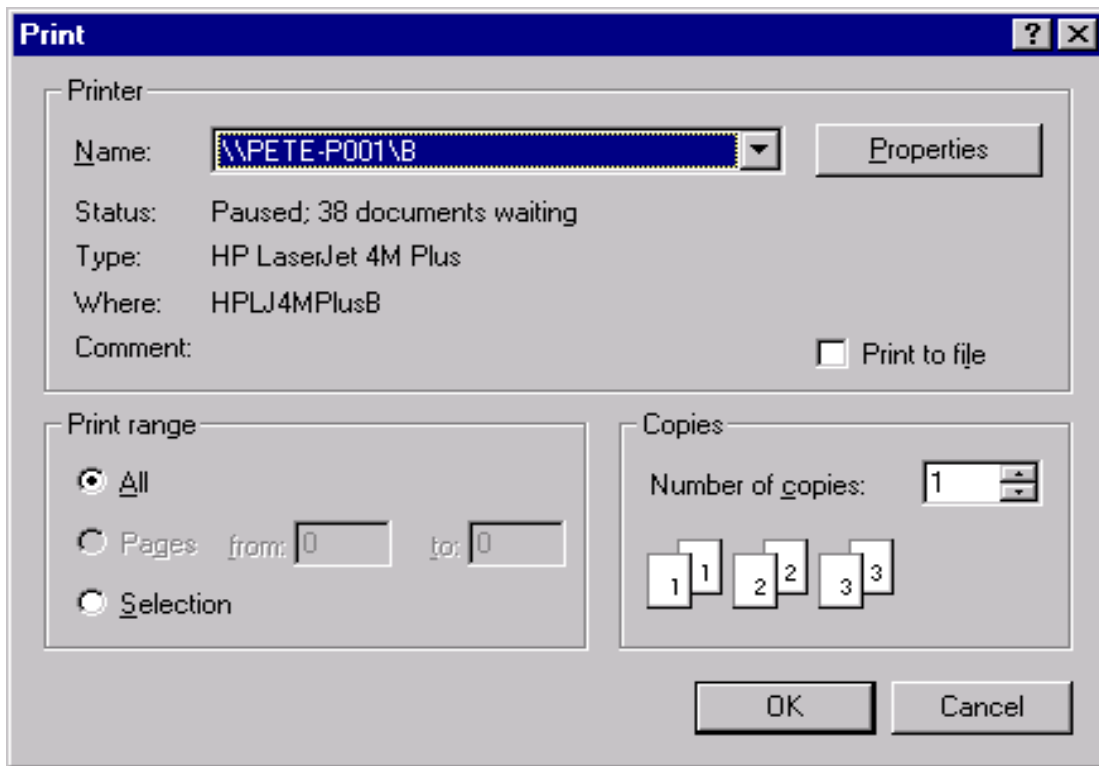 Print
Printer
Name: \\PETE-P001\B Properties
Status: Paused; 38 documents waiting
Type: HP LaserJet 4M Plus
Where: HPLJ4MPlusB
Comment: Print to file
Print range
All
Pages from: 0 to: 0
Selection
Copies
Number of copies: 1
1 1 2 2 3 3
OK Cancel